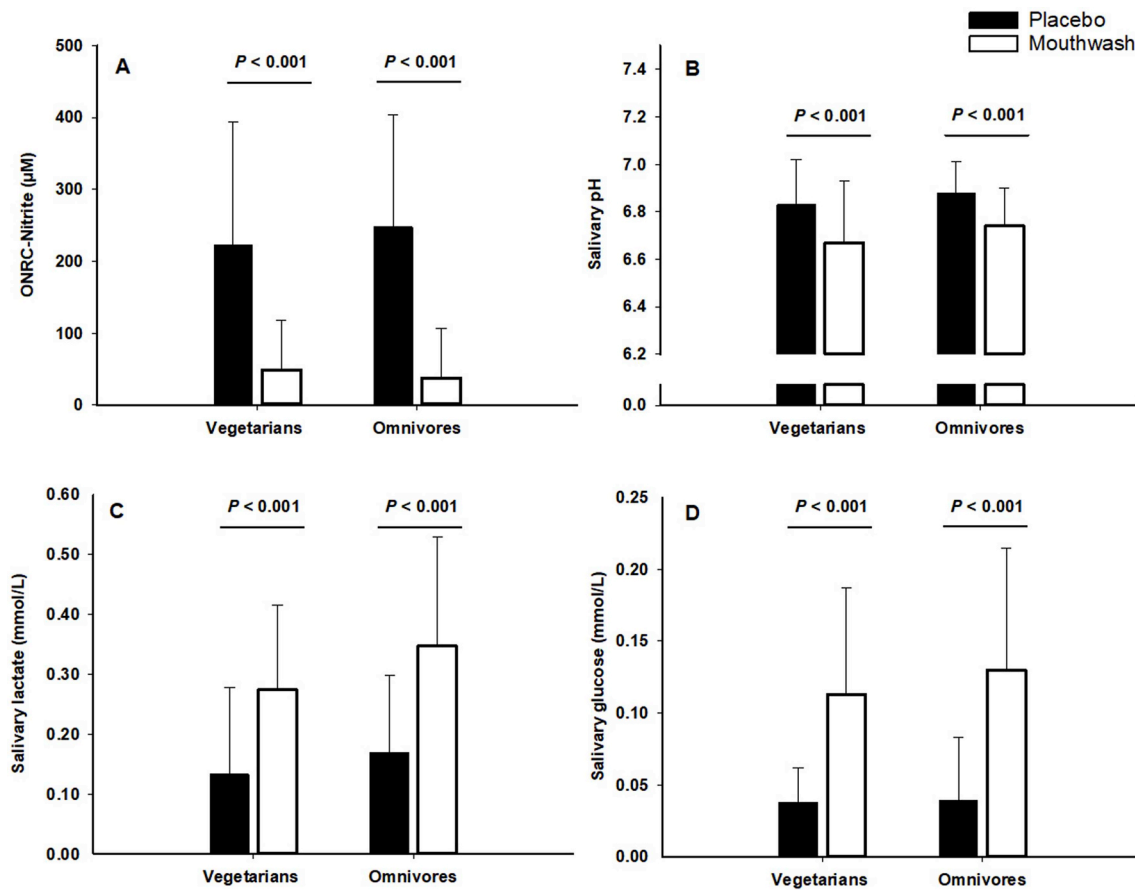 Placebo
Mouthwash
A
P < 0.001
P < 0.001
ONRC-Nitrite (µM)
500
400
300
200
100
0
Vegetarians
Omnivores
B
P < 0.001
P < 0.001
Salivary pH
7.4
7.2
7.0
6.8
6.6
6.4
6.2
0.0
Vegetarians
Omnivores
C
P < 0.001
P < 0.001
Salivary lactate (mmol/L)
0.60
0.50
0.40
0.30
0.20
0.10
0.00
Vegetarians
Omnivores
D
P < 0.001
P < 0.001
Salivary glucose (mmol/L)
0.25
0.20
0.15
0.10
0.05
0.00
Vegetarians
Omnivores